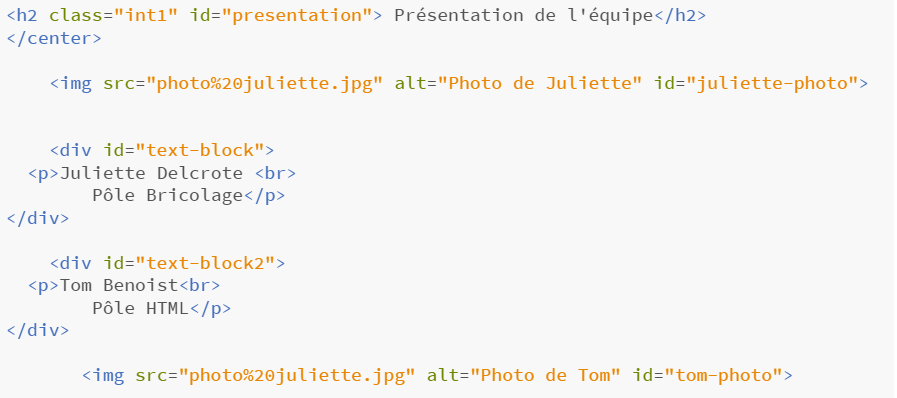 <h2 class="int1" id="presentation"> Présentation de l'équipe</h2>
</center>
<img src="photo%20juliette.jpg" alt="Photo de Juliette" id="juliette-photo">
<div id="text-block">
<p>Juliette Delcrote <br>
Pôle Bricolage</p>
</div>
<div id="text-block2">
<p>Tom Benoist<br>
Pôle HTML</p>
</div>
<img src="photo%20juliette.jpg" alt="Photo de Tom" id="tom-photo">